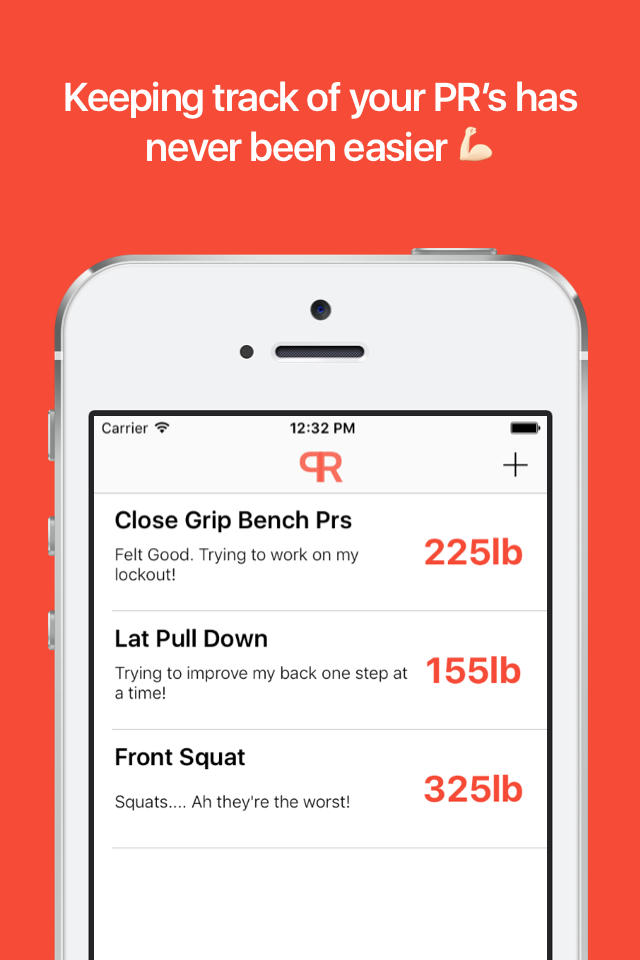 Keeping track of your PR’s has
never been easier 💪🏻
Carrier
12:32 PM
PR
Close Grip Bench Prs
Felt Good. Trying to work on my
lockout!
225lb
Lat Pull Down
Trying to improve my back one step at
a time!
155lb
Front Squat
Squats.... Ah they're the worst!
325lb